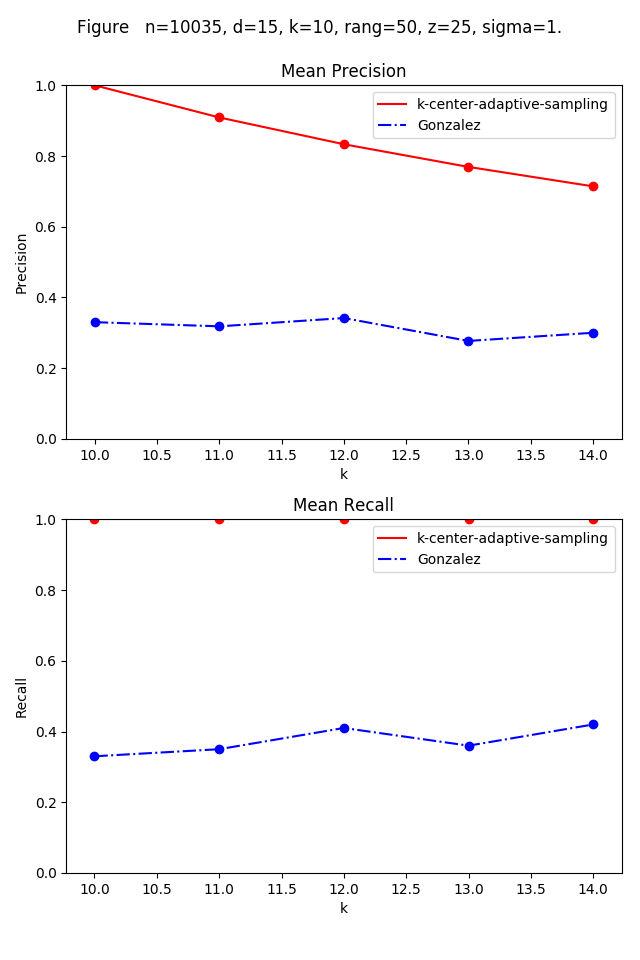 Figure   n=10035, d=15, k=10, rang=50, z=25, sigma=1.
Mean Precision
1.0
0.8
0.6
0.4
0.2
0.0
Precision
k-center-adaptive-sampling
Gonzalez
10.0 10.5 11.0 11.5 12.0 12.5 13.0 13.5 14.0
k
Mean Recall
1.0
0.8
0.6
0.4
0.2
0.0
Recall
k-center-adaptive-sampling
Gonzalez
10.0 10.5 11.0 11.5 12.0 12.5 13.0 13.5 14.0
k